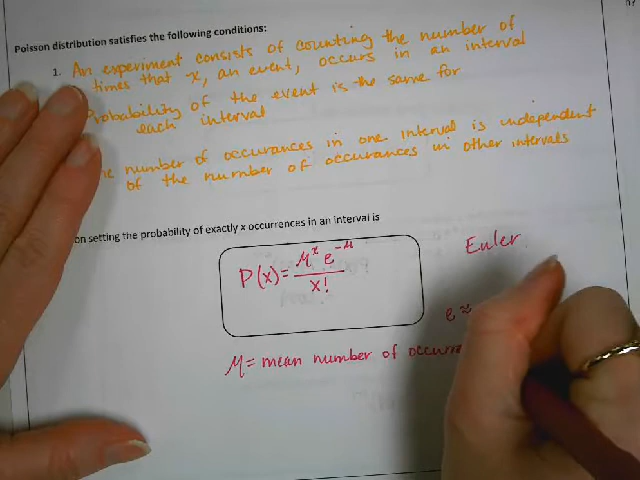 Poisson distribution satisfies the following conditions:
1. An experiment consists of counting the number of
times that x, an event, occurs in an interval
Probability of the event is the same for
each interval
number of occurances in one interval is independent
of the number of occurances in other intervals
on setting the probability of exactly x occurrences in an interval is
P(x) = μ^x e^-μ / x!
Euler
e ≈
μ = mean number of